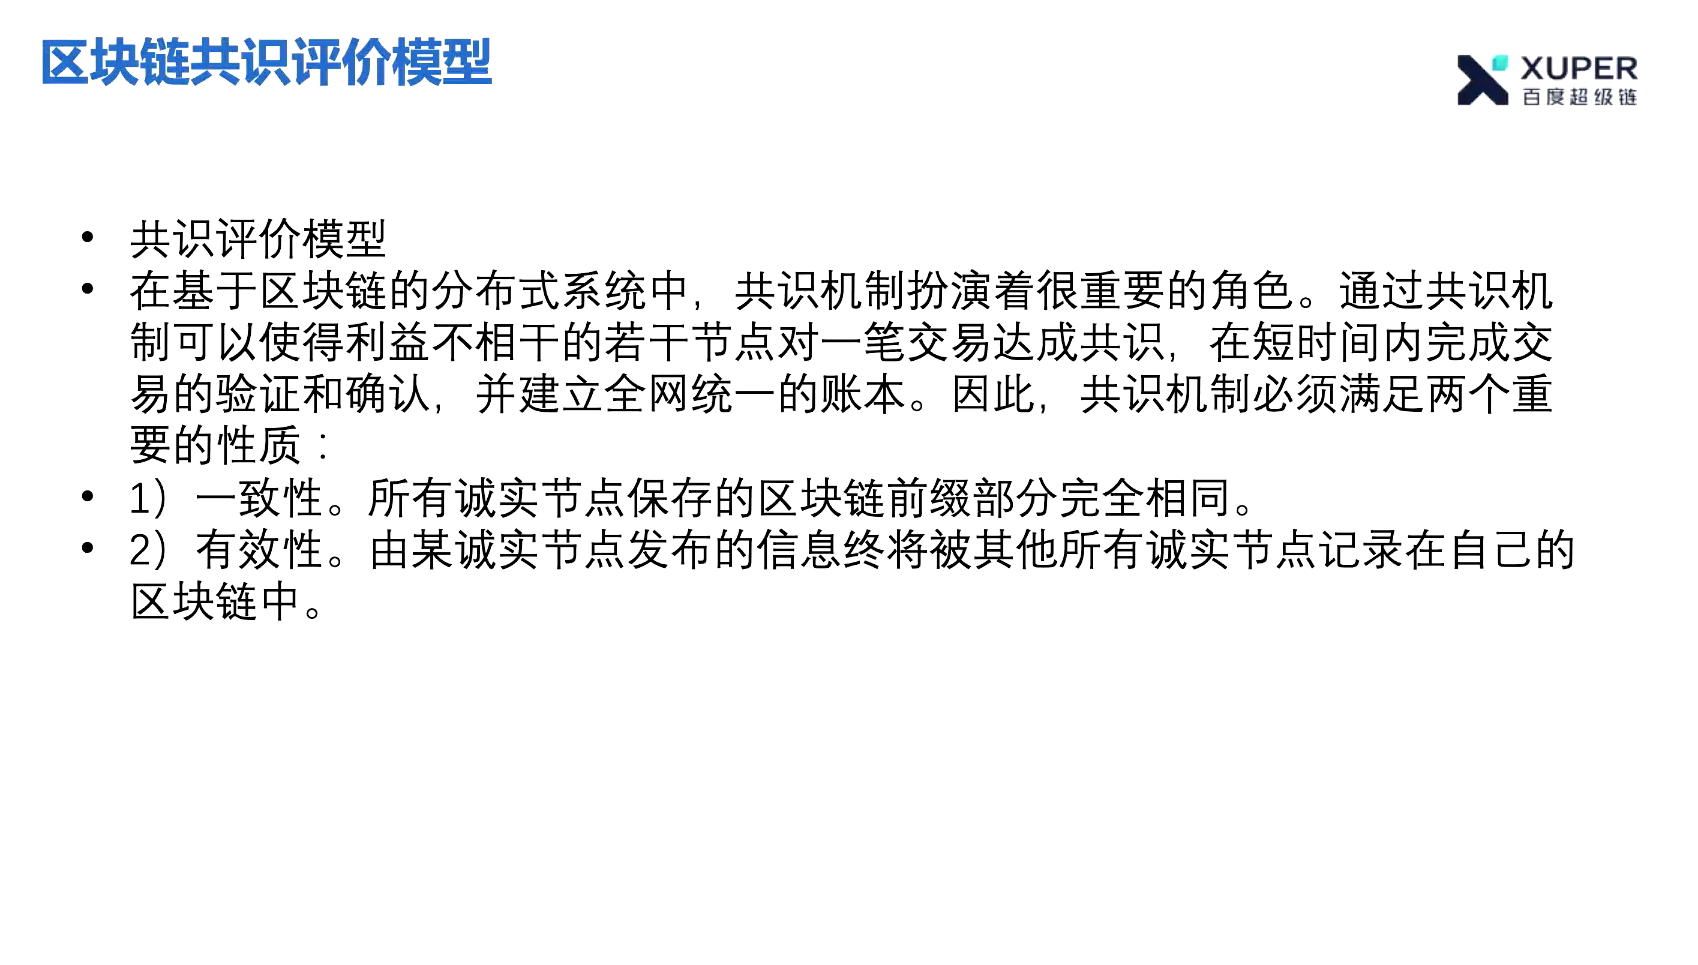 区块链共识评价模型
XUPER
百度超级链
• 共识评价模型
• 在基于区块链的分布式系统中，共识机制扮演着很重要的角色。通过共识机
制可以使得利益不相干的若干节点对一笔交易达成共识，在短时间内完成交
易的验证和确认，并建立全网统一的账本。因此，共识机制必须满足两个重
要的性质：
• 1）一致性。所有诚实节点保存的区块链前缀部分完全相同。
• 2）有效性。由某诚实节点发布的信息终将被其他所有诚实节点记录在自己的
区块链中。